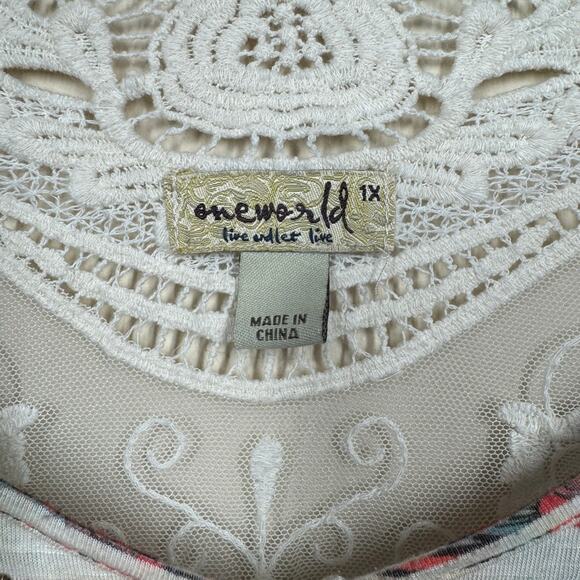 oneworld 1X
live and let live
MADE IN
CHINA